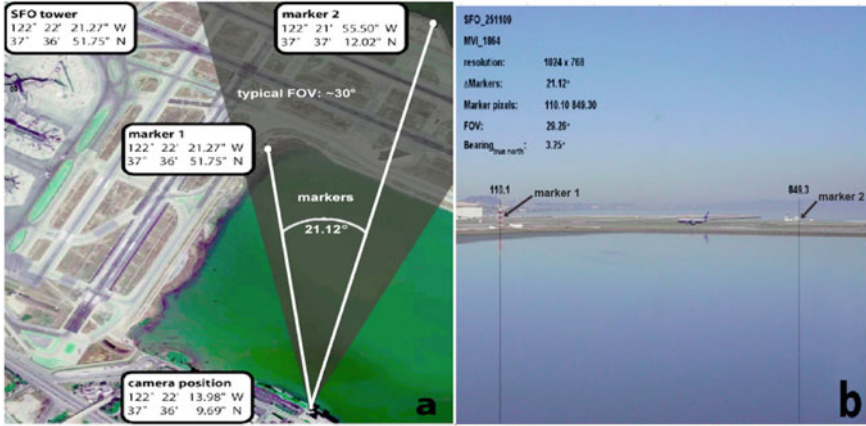 SFO tower
122° 22' 21.27" W
37° 36' 51.75" N
marker 2
122° 21' 55.50" W
37° 37' 12.02" N
typical FOV: ~30°
marker 1
122° 22' 21.27" W
37° 36' 51.75" N
markers
21.12°
camera position
122° 22' 13.98" W
37° 36' 9.69" N
a
SFO_251109
MVI_1864
resolution: 1024 x 768
ΔMarkers: 21.12°
Marker pixels: 110.10 849.30
FOV: 29.26°
Bearing true north: 3.75°
110.1
marker 1
849.3
marker 2
b